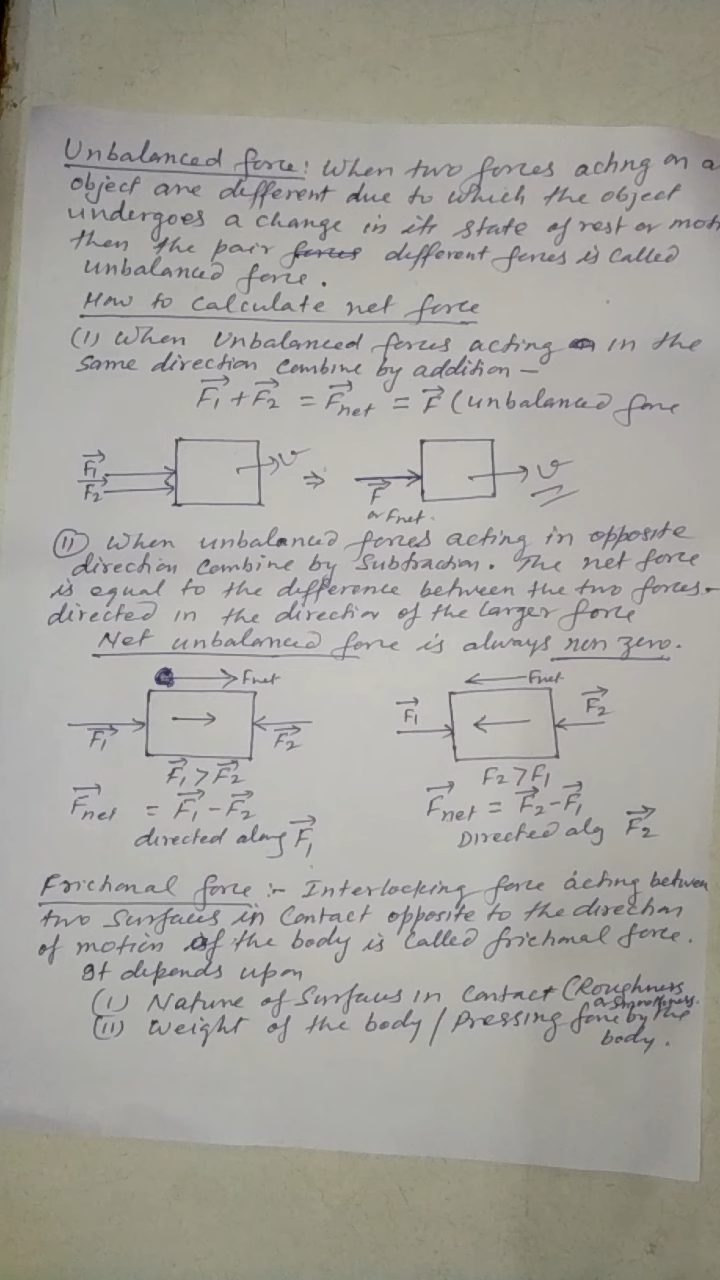 Unbalanced force: When two forces acting on a
object are different due to which the object
undergoes a change in its state of rest or moti
then the pair forces different forces is called
unbalanced force.
How to calculate net force
(I) When Unbalanced forces acting in the
Same direction Combine by addition —
F₁ + F₂ = Fnet = F (unbalanced force
F₁
F₂
v
⇒
F
or Fnet.
v
(II) When unbalanced forces acting in opposite
direction Combine by Subtraction. The net force
is equal to the difference between the two forces
directed in the direction of the larger force
Net unbalanced force is always non zero.
Fnet
F₁
F₂
F₁ > F₂
Fnet = F₁ - F₂
directed along F₁
Fnet
F₁
F₂
F₂ > F₁
Fnet = F₂ - F₁
Directed alg F₂
Frictional force :- Interlocking force acting between
two Surfaces in Contact opposite to the direction
of motion of the body is Called frictional force.
It depends upon
(I) Nature of Surfaces in Contact (Roughness
or Smoothness.
(II) Weight of the body / Pressing force by the
body.